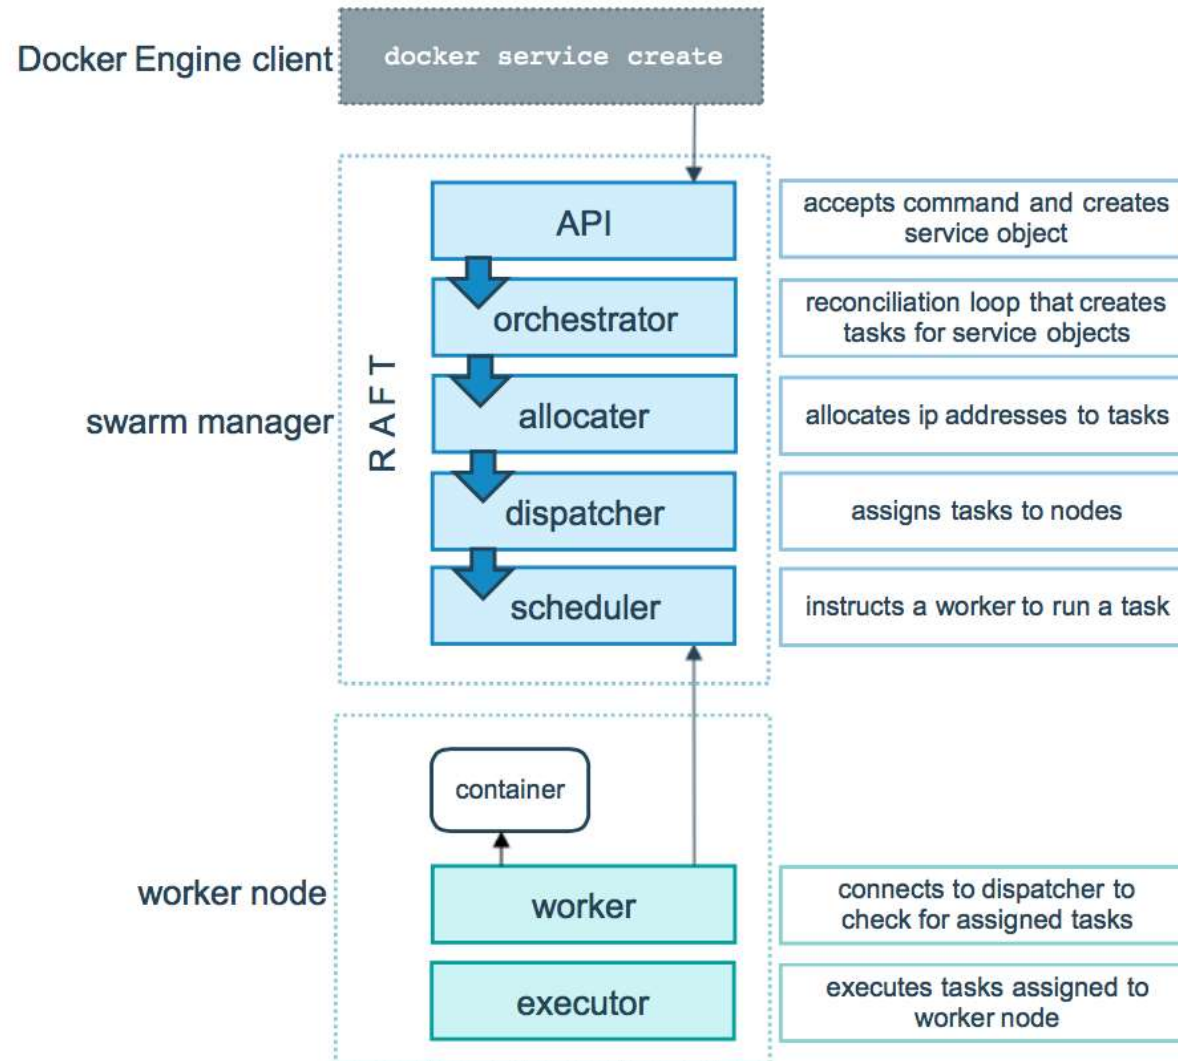 Docker Engine client
docker service create
API
accepts command and creates
service object
orchestrator
reconciliation loop that creates
tasks for service objects
swarm manager
RAFT
allocater
allocates ip addresses to tasks
dispatcher
assigns tasks to nodes
scheduler
instructs a worker to run a task
container
worker node
worker
connects to dispatcher to
check for assigned tasks
executor
executes tasks assigned to
worker node